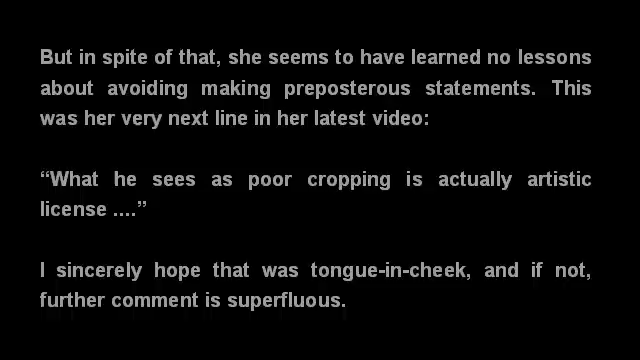 But in spite of that, she seems to have learned no lessons
about avoiding making preposterous statements. This
was her very next line in her latest video:
“What he sees as poor cropping is actually artistic
license ....”
I sincerely hope that was tongue-in-cheek, and if not,
further comment is superfluous.